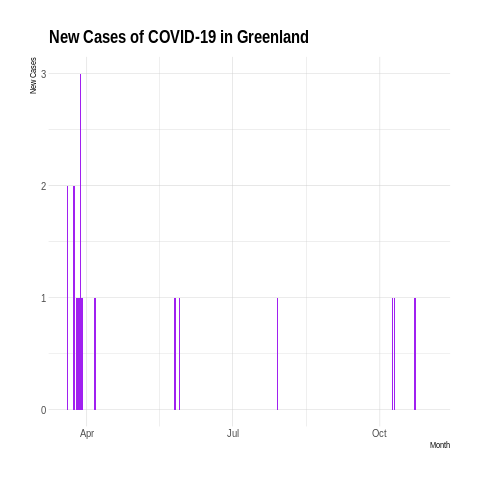 New Cases of COVID-19 in Greenland
New Cases
3
2
1
0
Apr Jul Oct
Month